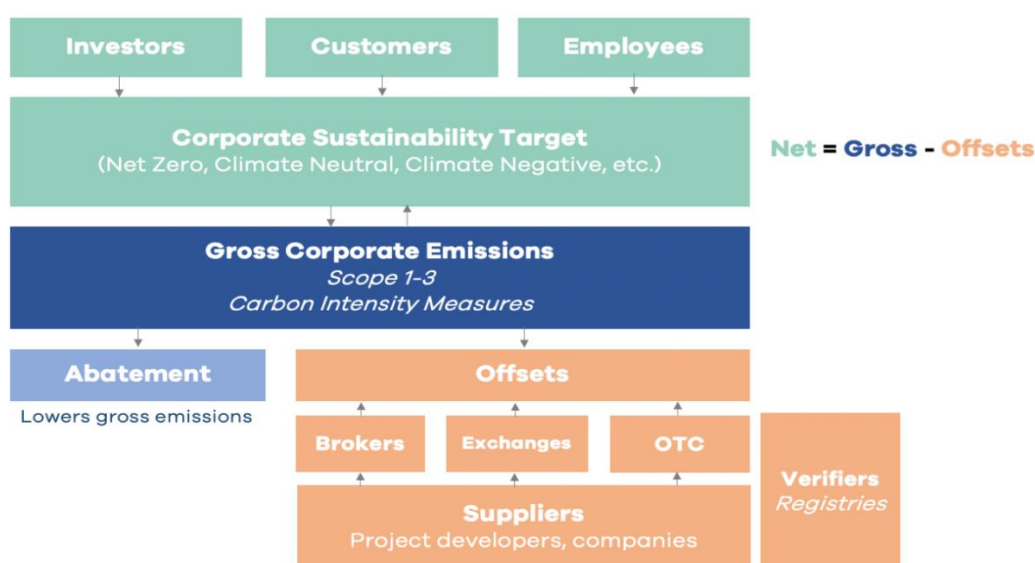 Investors
Customers
Employees
Corporate Sustainability Target
(Net Zero, Climate Neutral, Climate Negative, etc.)
Net = Gross - Offsets
Gross Corporate Emissions
Scope 1-3
Carbon Intensity Measures
Abatement
Lowers gross emissions
Offsets
Brokers
Exchanges
OTC
Suppliers
Project developers, companies
Verifiers
Registries